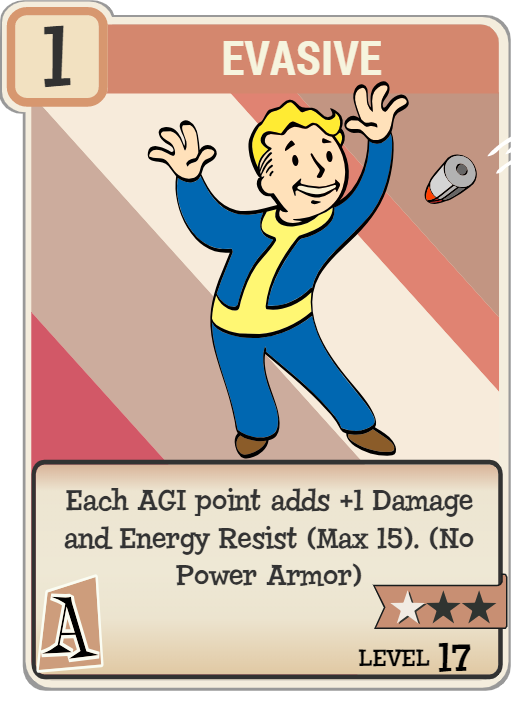 1
EVASIVE
Each AGI point adds +1 Damage
and Energy Resist (Max 15). (No
Power Armor)
A
LEVEL 17